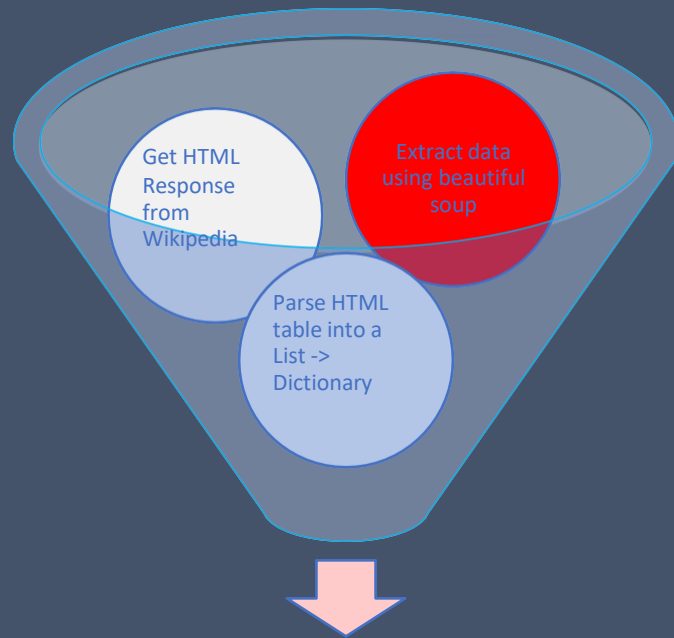 Get HTML
Response
from
Wikipedia
Extract data
using beautiful
soup
Parse HTML
table into a
List ->
Dictionary